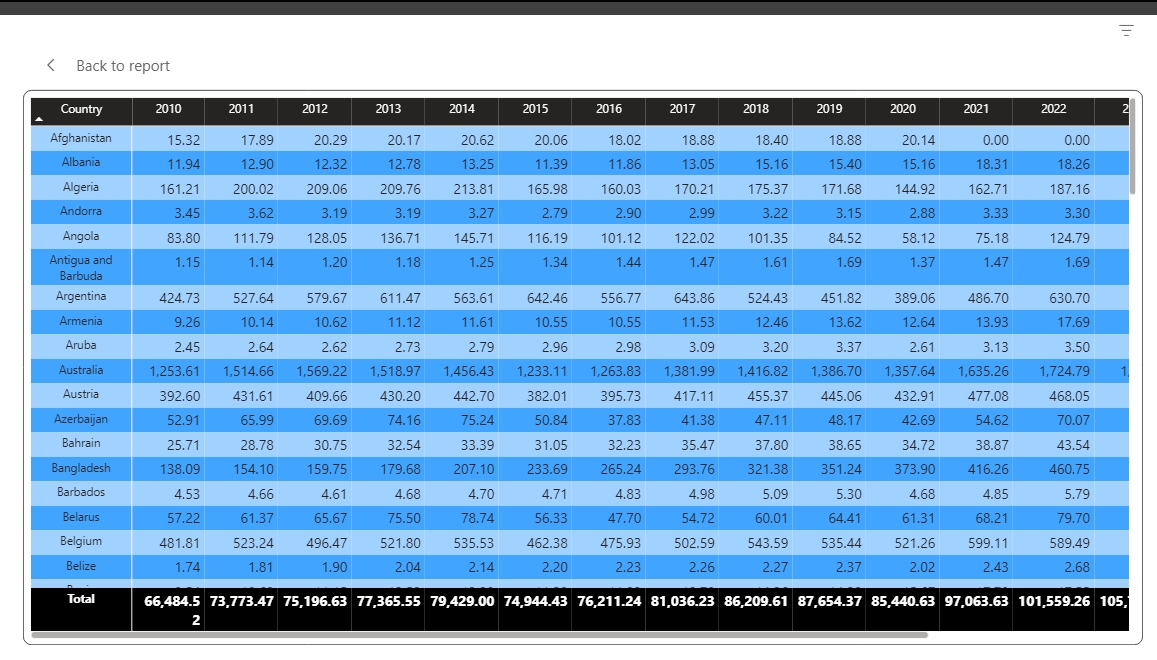 Back to report
Country 2010 2011 2012 2013 2014 2015 2016 2017 2018 2019 2020 2021 2022
Afghanistan 15.32 17.89 20.29 20.17 20.62 20.06 18.02 18.88 18.40 18.88 20.14 0.00 0.00
Albania 11.94 12.90 12.32 12.78 13.25 11.39 11.86 13.05 15.16 15.40 15.16 18.31 18.26
Algeria 161.21 200.02 209.06 209.76 213.81 165.98 160.03 170.21 175.37 171.68 144.92 162.71 187.16
Andorra 3.45 3.62 3.19 3.19 3.27 2.79 2.90 2.99 3.22 3.15 2.88 3.33 3.30
Angola 83.80 111.79 128.05 136.71 145.71 116.19 101.12 122.02 101.35 84.52 58.12 75.18 124.79
Antigua and 1.15 1.14 1.20 1.18 1.25 1.34 1.44 1.47 1.61 1.69 1.37 1.47 1.69
Barbuda
Argentina 424.73 527.64 579.67 611.47 563.61 642.46 556.77 643.86 524.43 451.82 389.06 486.70 630.70
Armenia 9.26 10.14 10.62 11.12 11.61 10.55 10.55 11.53 12.46 13.62 12.64 13.93 17.69
Aruba 2.45 2.64 2.62 2.73 2.79 2.96 2.98 3.09 3.20 3.37 2.61 3.13 3.50
Australia 1,253.61 1,514.66 1,569.22 1,518.97 1,456.43 1,233.11 1,263.83 1,381.99 1,416.82 1,386.70 1,357.64 1,635.26 1,724.79
Austria 392.60 431.61 409.66 430.20 442.70 382.01 395.73 417.11 455.37 445.06 432.91 477.08 468.05
Azerbaijan 52.91 65.99 69.69 74.16 75.24 50.84 37.83 41.38 47.11 48.17 42.69 54.62 70.07
Bahrain 25.71 28.78 30.75 32.54 33.39 31.05 32.23 35.47 37.80 38.65 34.72 38.87 43.54
Bangladesh 138.09 154.10 159.75 179.68 207.10 233.69 265.24 293.76 321.38 351.24 373.90 416.26 460.75
Barbados 4.53 4.66 4.61 4.68 4.70 4.71 4.83 4.98 5.09 5.30 4.68 4.85 5.79
Belarus 57.22 61.37 65.67 75.50 78.74 56.33 47.70 54.72 60.01 64.41 61.31 68.21 79.70
Belgium 481.81 523.24 496.47 521.80 535.53 462.38 475.93 502.59 543.59 535.44 521.26 599.11 589.49
Belize 1.74 1.81 1.90 2.04 2.14 2.20 2.23 2.26 2.27 2.37 2.02 2.43 2.68
Total 66,484.5 73,773.47 75,196.63 77,365.55 79,429.00 74,944.43 76,211.24 81,036.23 86,209.61 87,654.37 85,440.63 97,063.63 101,559.26
2